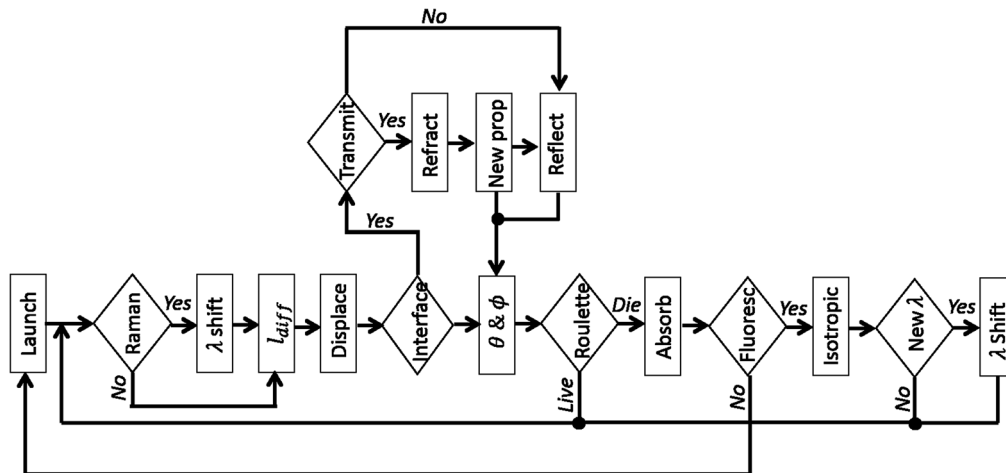 No
Transmit
Yes
Refract
New prop
Reflect
Yes
Launch
Raman
Yes
λ shift
l_diff
Displace
Interface
θ & ϕ
Roulette
Die
Absorb
Fluoresc
Yes
Isotropic
New λ
Yes
λ Shift
No
Live
No
No